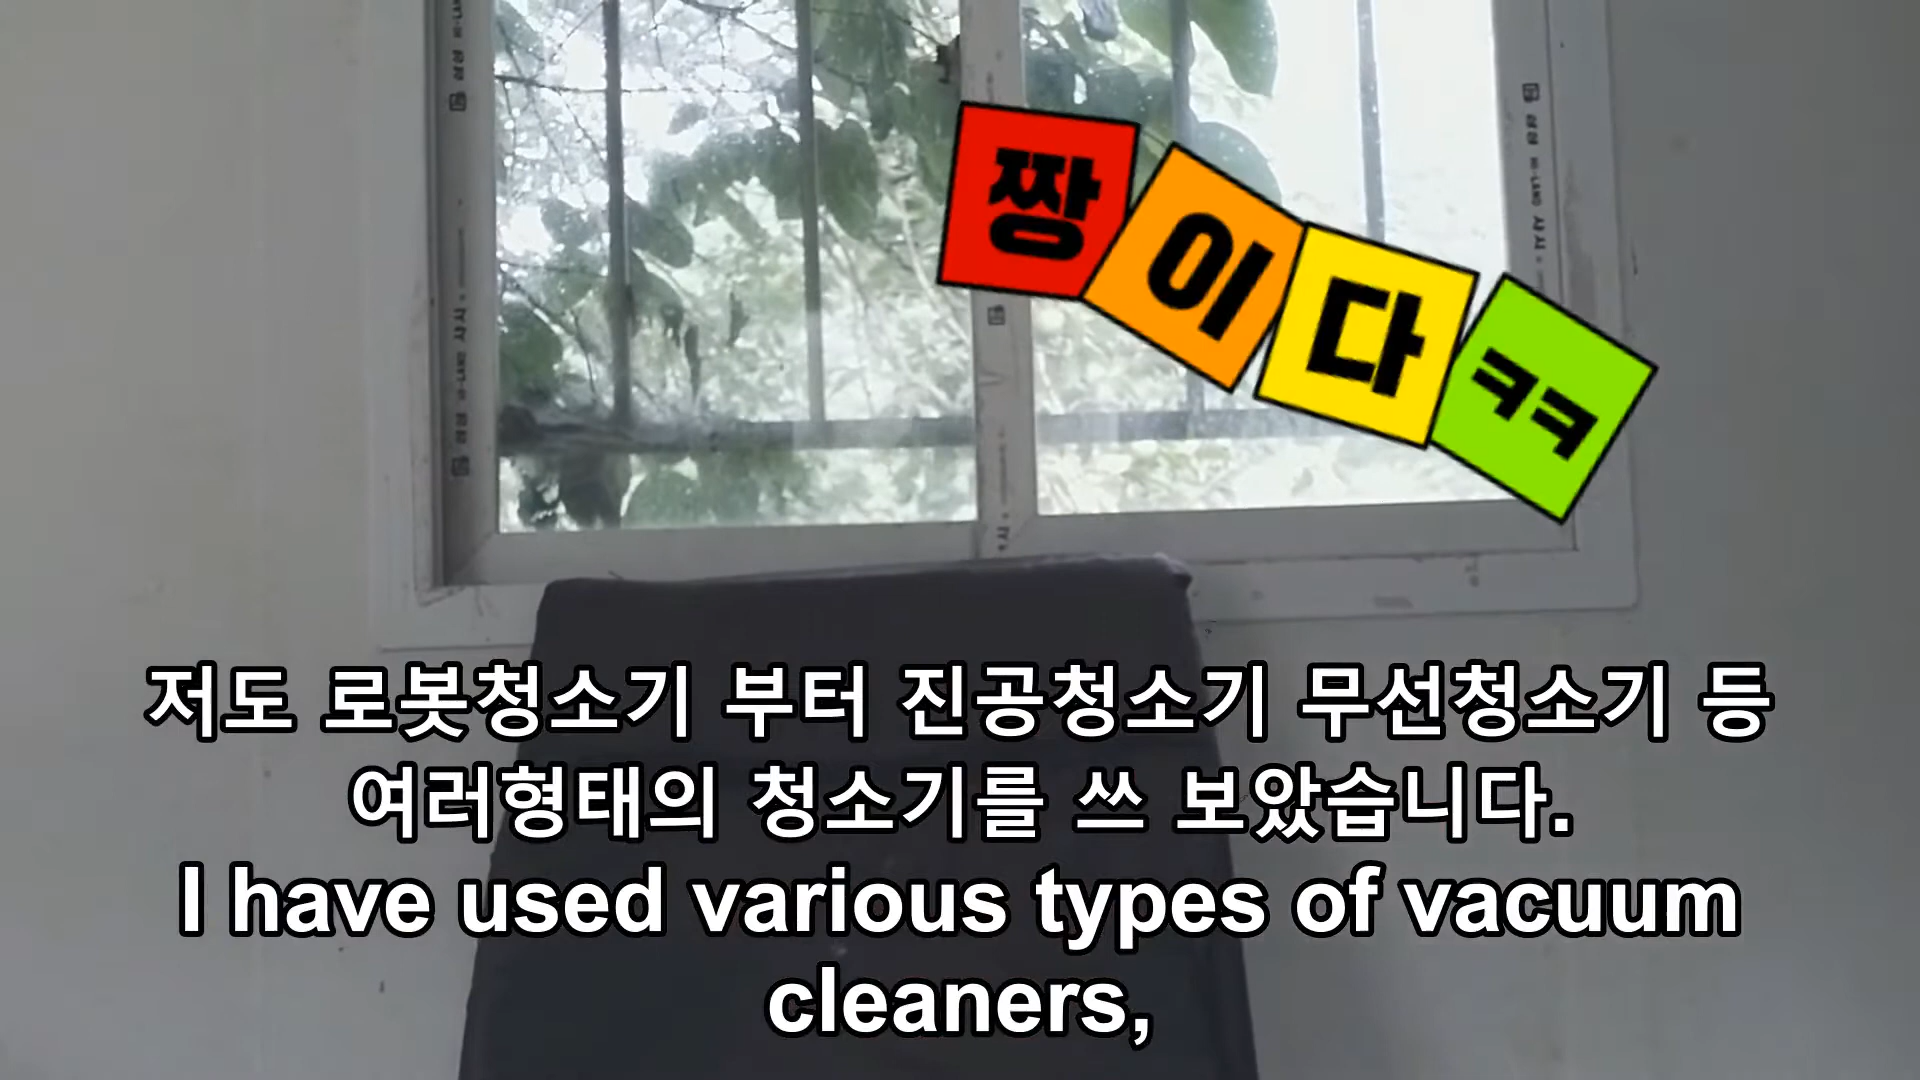 짱이다ㅋㅋ
저도 로봇청소기 부터 진공청소기 무선청소기 등
여러형태의 청소기를 쓰 보았습니다.
I have used various types of vacuum
cleaners,